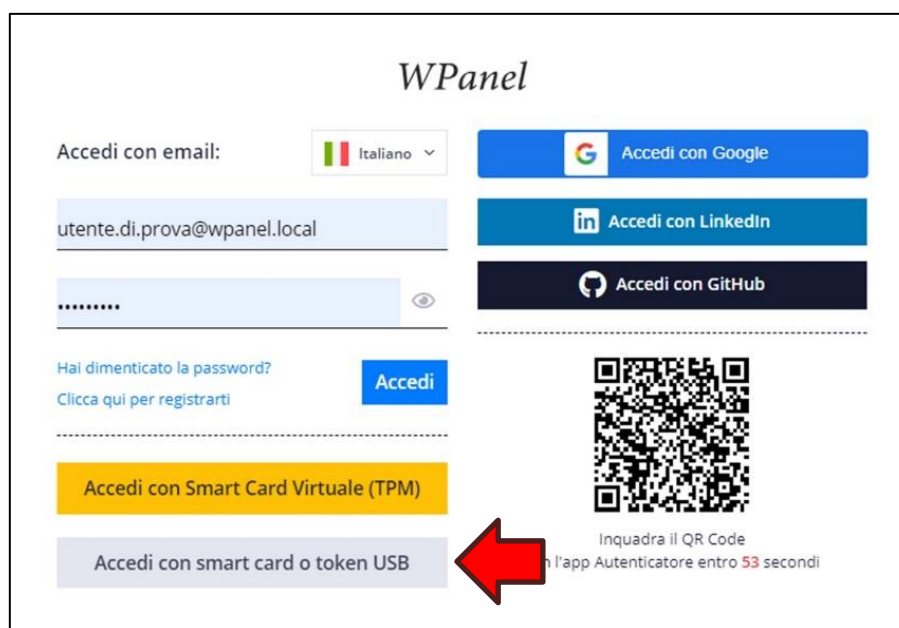 WPanel
Accedi con email:
Italiano
utente.di.prova@wpanel.local
•••••••••
Hai dimenticato la password?
Clicca qui per registrarti
Accedi
Accedi con Smart Card Virtuale (TPM)
Accedi con smart card o token USB
Accedi con Google
Accedi con LinkedIn
Accedi con GitHub
Inquadra il QR Code
l'app Autenticatore entro 53 secondi